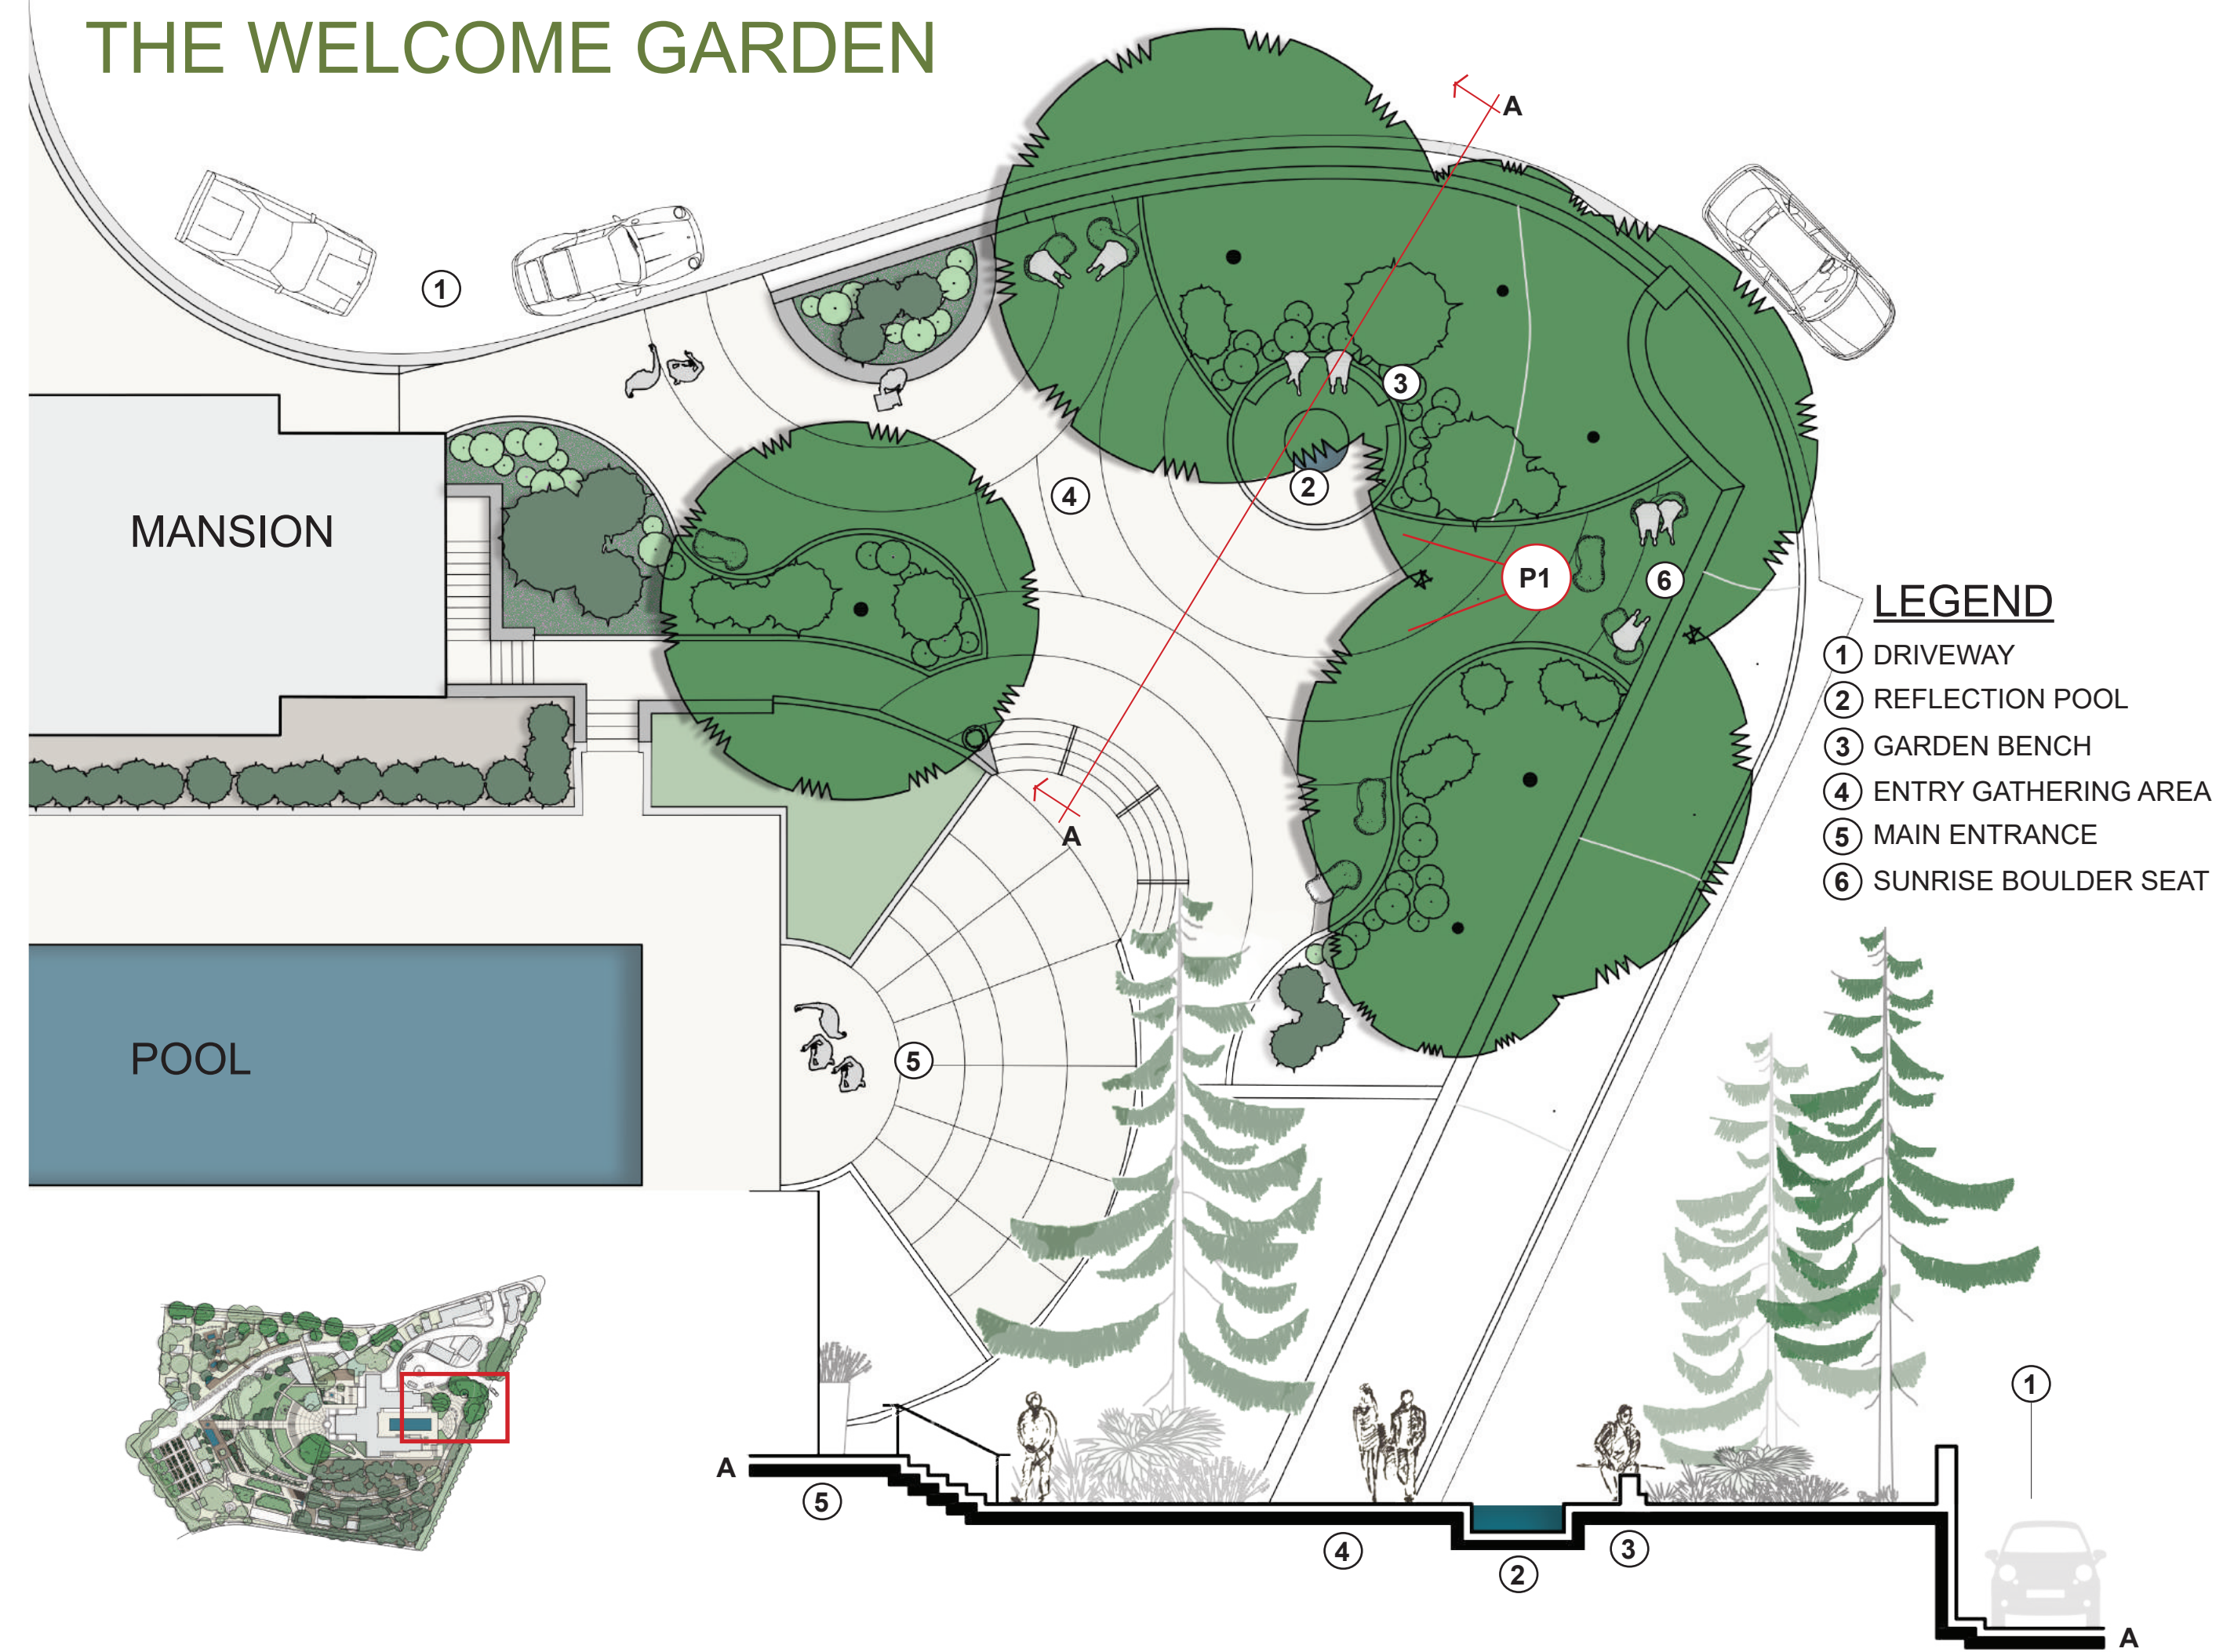 THE WELCOME GARDEN
A
1
3
4
2
MANSION
P1
6
LEGEND
1 DRIVEWAY
2 REFLECTION POOL
3 GARDEN BENCH
4 ENTRY GATHERING AREA
5 MAIN ENTRANCE
6 SUNRISE BOULDER SEAT
A
POOL
5
1
A
5
4
3
2
A